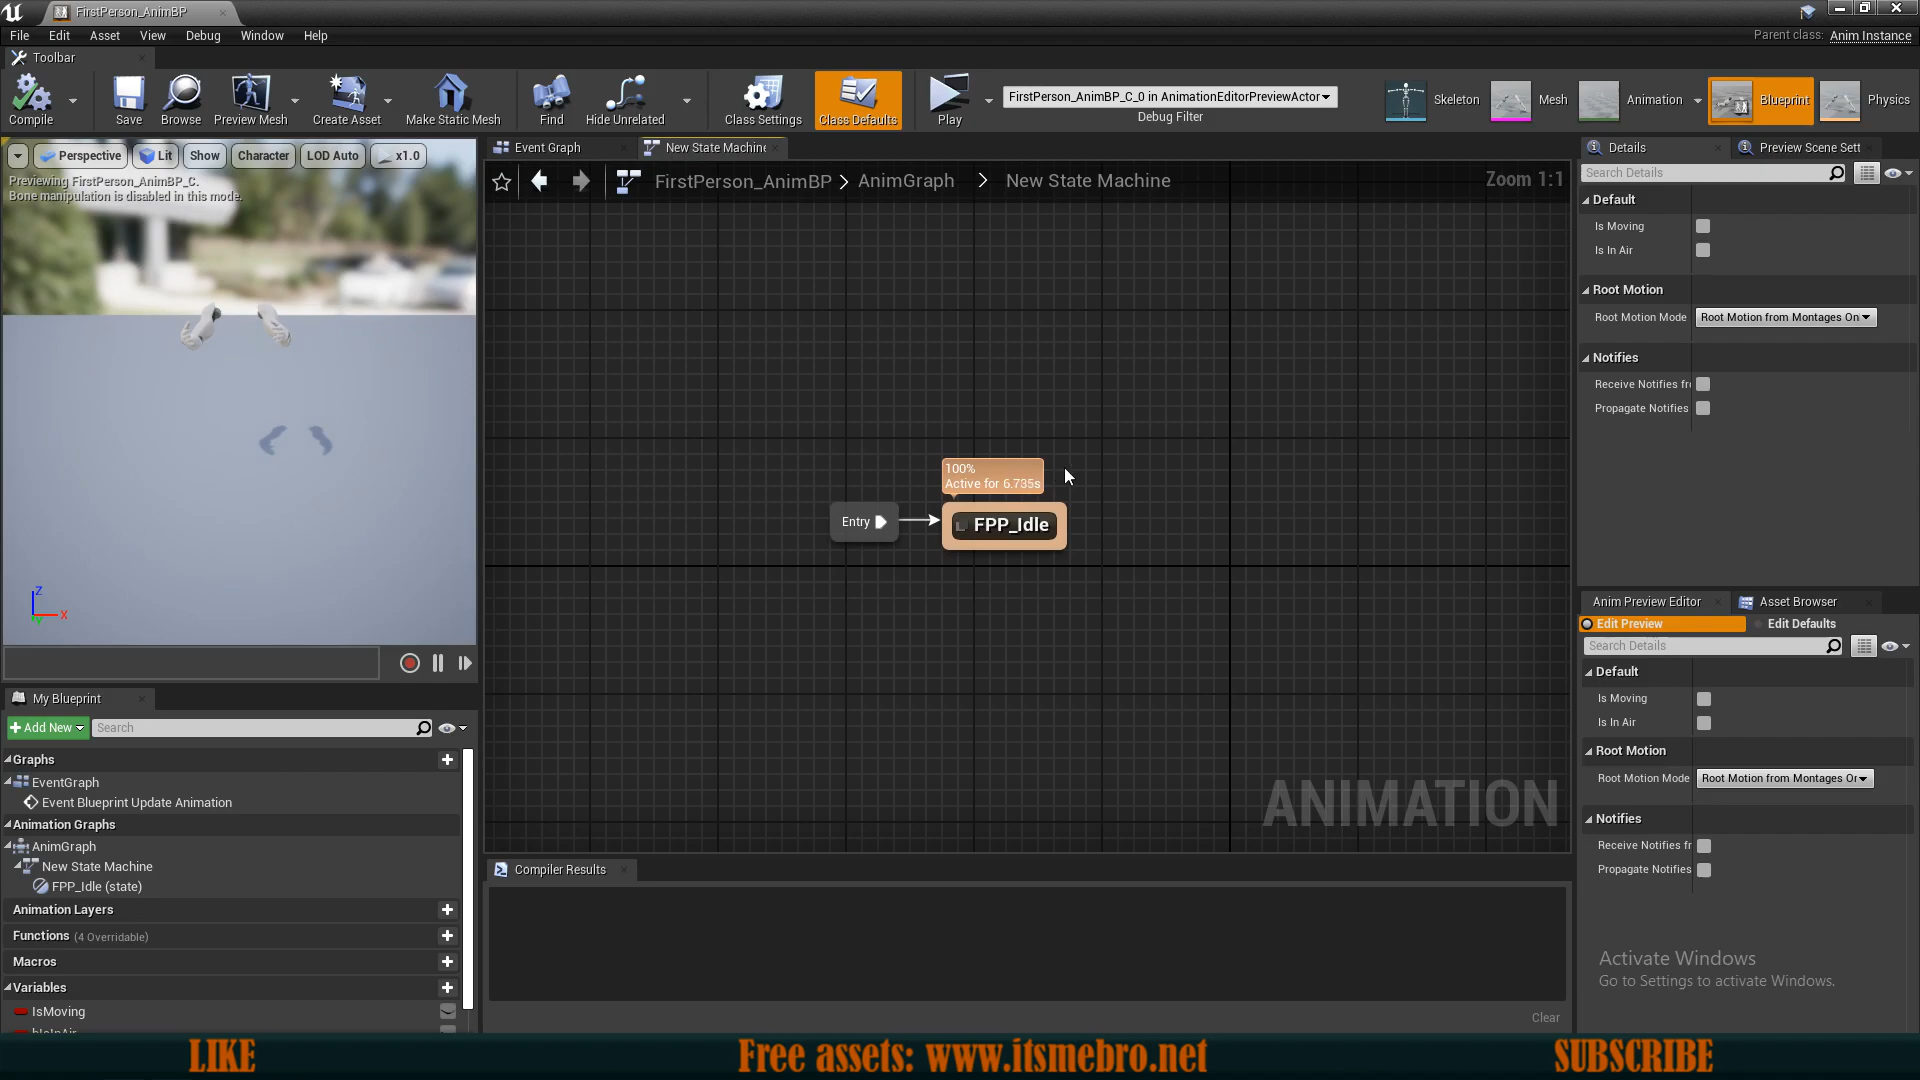 FirstPerson_AnimBP
File Edit Asset View Debug Window Help
Parent class: Anim Instance
Toolbar
Compile Save Browse Preview Mesh Create Asset Make Static Mesh Find Hide Unrelated Class Settings Class Defaults Play
FirstPerson_AnimBP_C_0 in AnimationEditorPreviewActor
Debug Filter
Skeleton Mesh Animation Blueprint Physics
Perspective Lit Show Character LOD Auto x1.0
Previewing FirstPerson_AnimBP_C.
Bone manipulation is disabled in this mode.
Z
X
Y
Event Graph New State Machin
FirstPerson_AnimBP > AnimGraph > New State Machine
Zoom 1:1
100%
Active for 6.735s
Entry
FPP_Idle
ANIMATION
Compiler Results
Clear
My Blueprint
Add New Search
Graphs
EventGraph
Event Blueprint Update Animation
Animation Graphs
AnimGraph
New State Machine
FPP_Idle (state)
Animation Layers
Functions (4 Overridable)
Macros
Variables
IsMoving
Details Preview Scene Sett
Search Details
Default
Is Moving
Is In Air
Root Motion
Root Motion Mode Root Motion from Montages On
Notifies
Receive Notifies fr
Propagate Notifies
Anim Preview Editor Asset Browser
Edit Preview Edit Defaults
Search Details
Default
Is Moving
Is In Air
Root Motion
Root Motion Mode Root Motion from Montages Or
Notifies
Receive Notifies fr
Propagate Notifies
Activate Windows
Go to Settings to activate Windows.
LIKE
Free assets: www.itsmebro.net
SUBSCRIBE